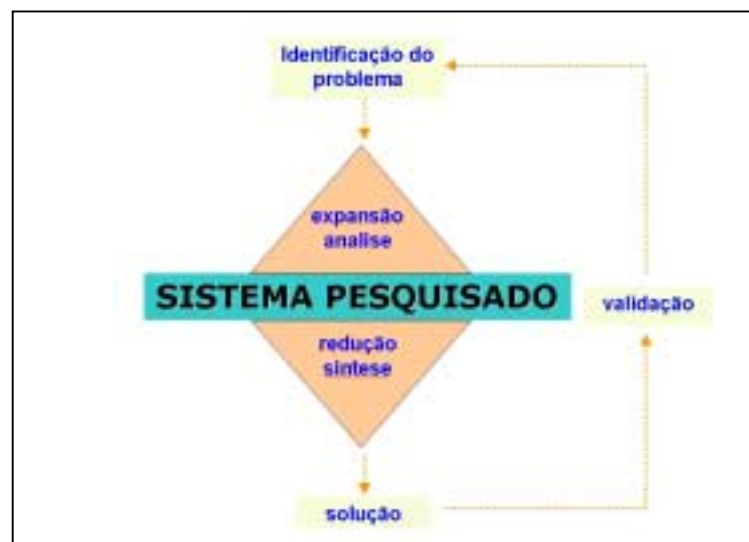 Identificação do
problema
expansão
analise
SISTEMA PESQUISADO
validação
redução
sintese
solução